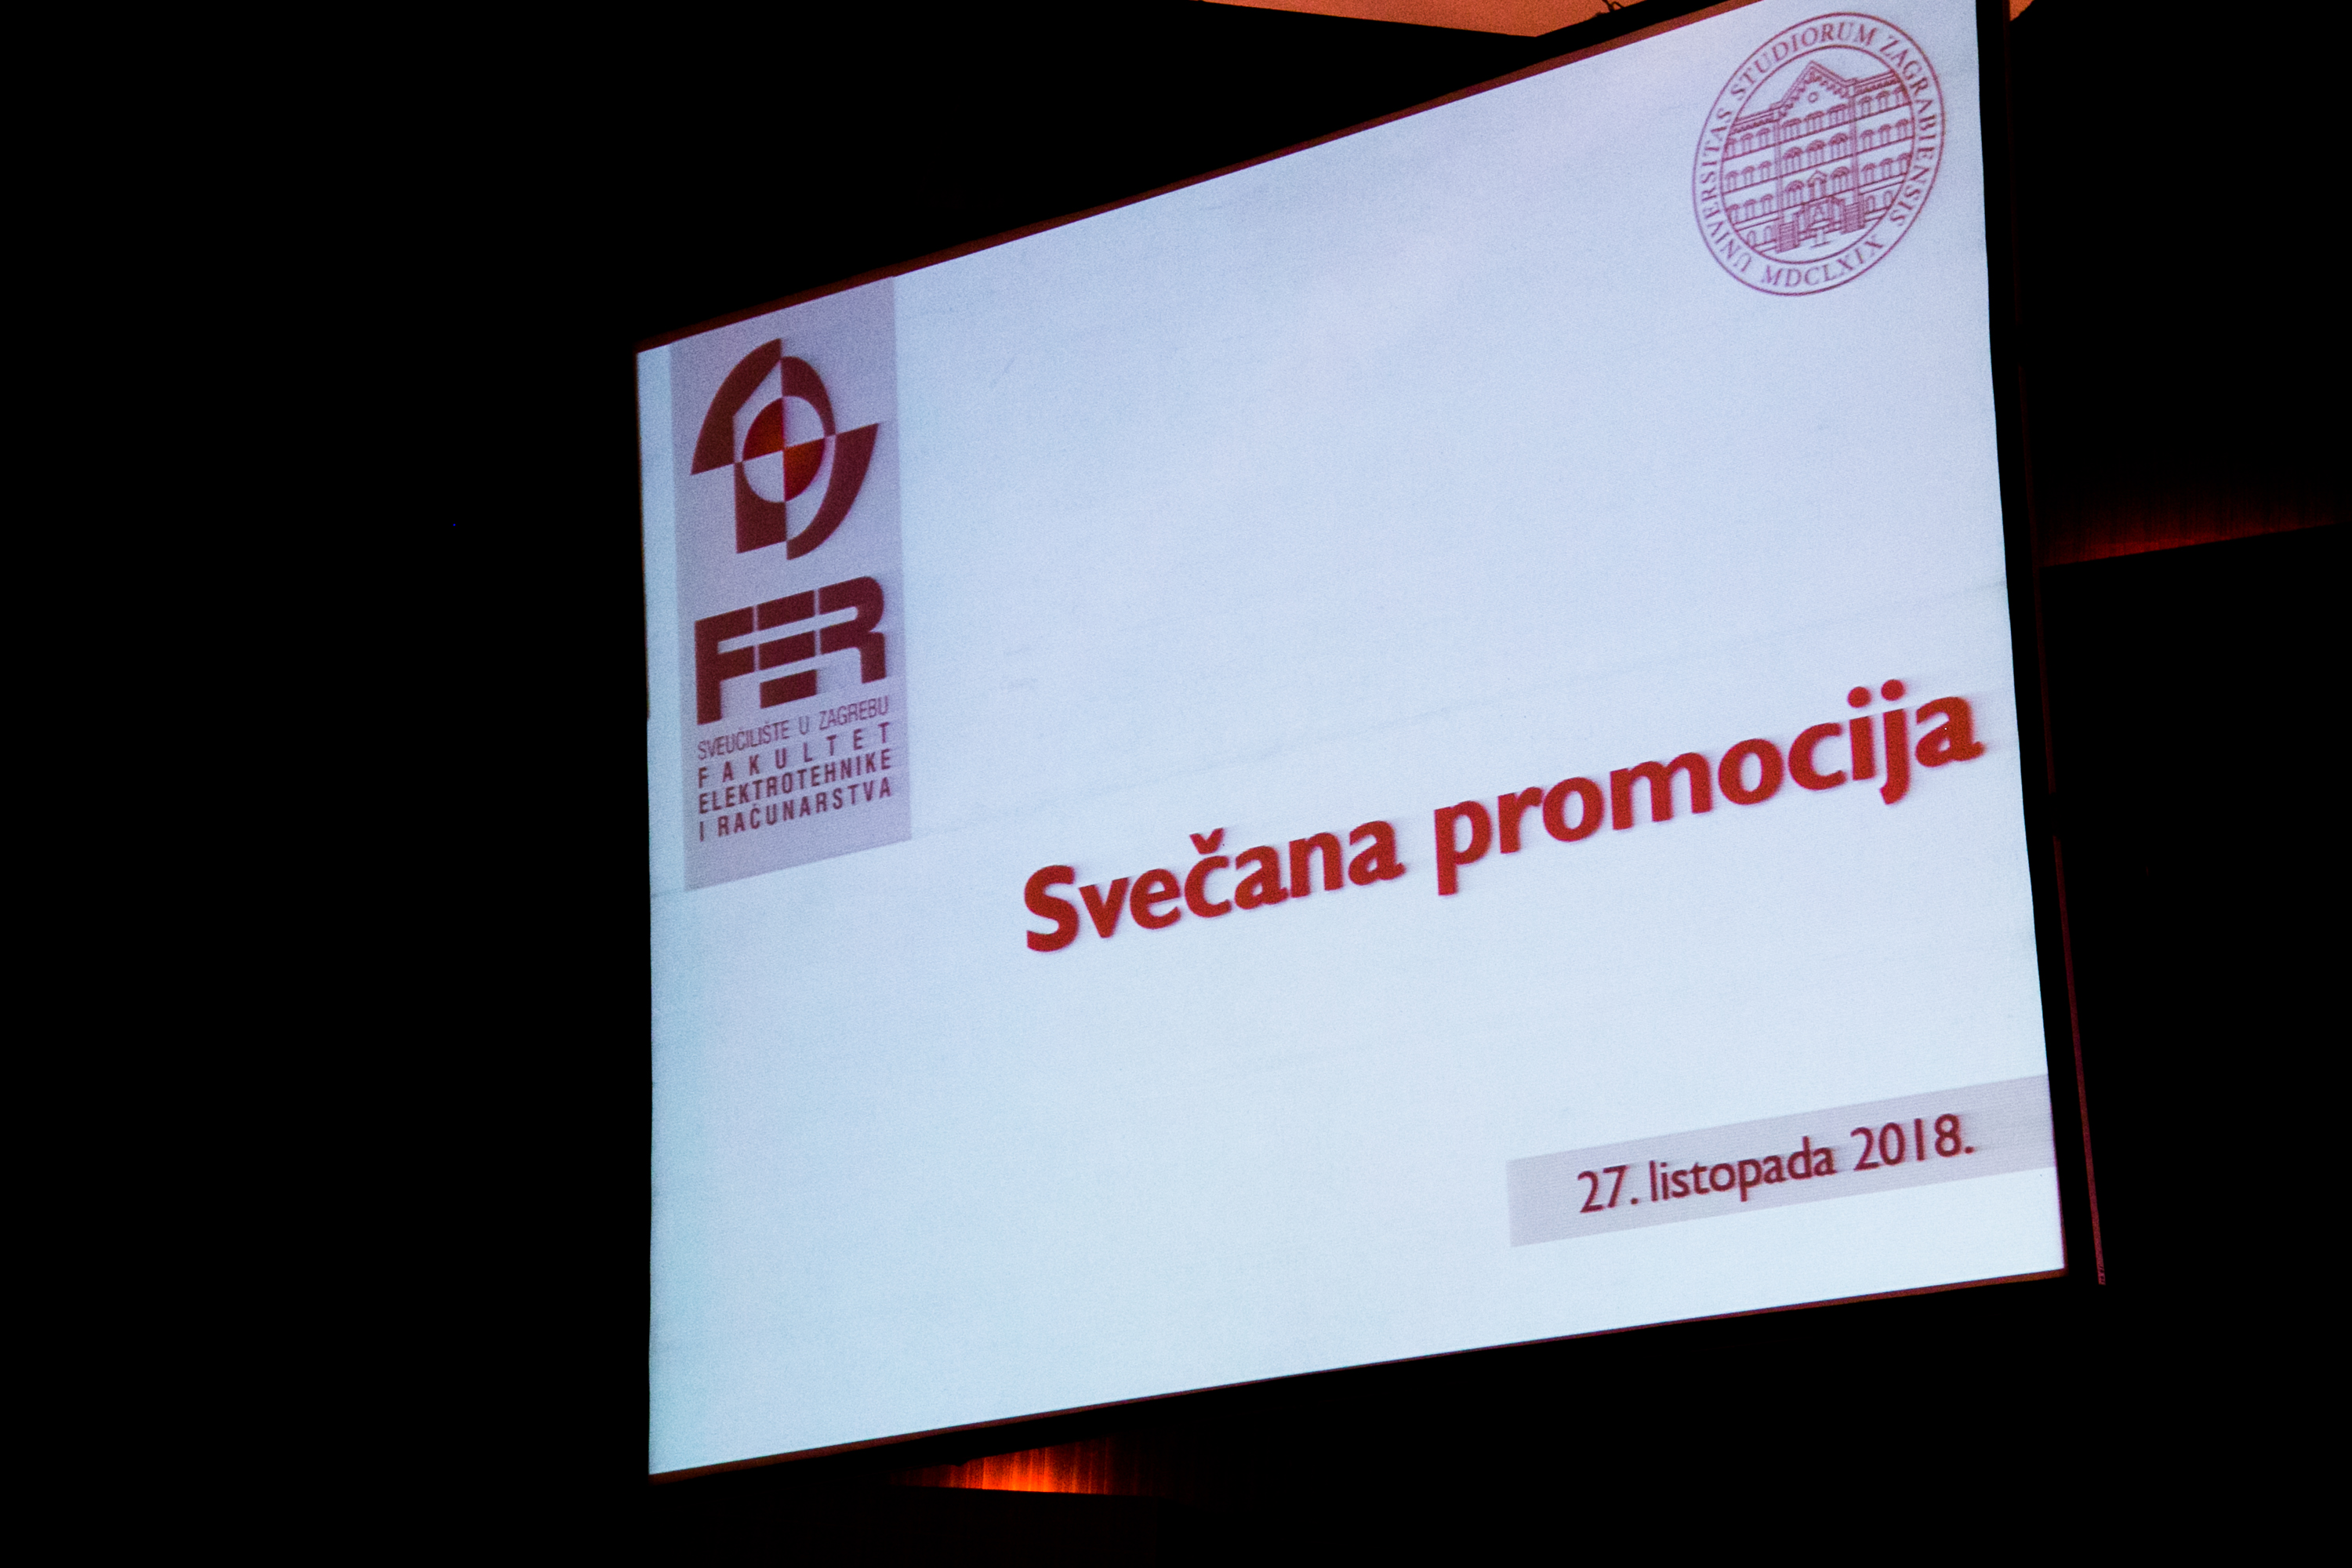 UNIVERSITAS STUDIORUM ZAGRABIENSIS
MDCLXIX
FER
SVEUČILIŠTE U ZAGREBU
FAKULTET
ELEKTROTEHNIKE
I RAČUNARSTVA
Svečana promocija
27. listopada 2018.